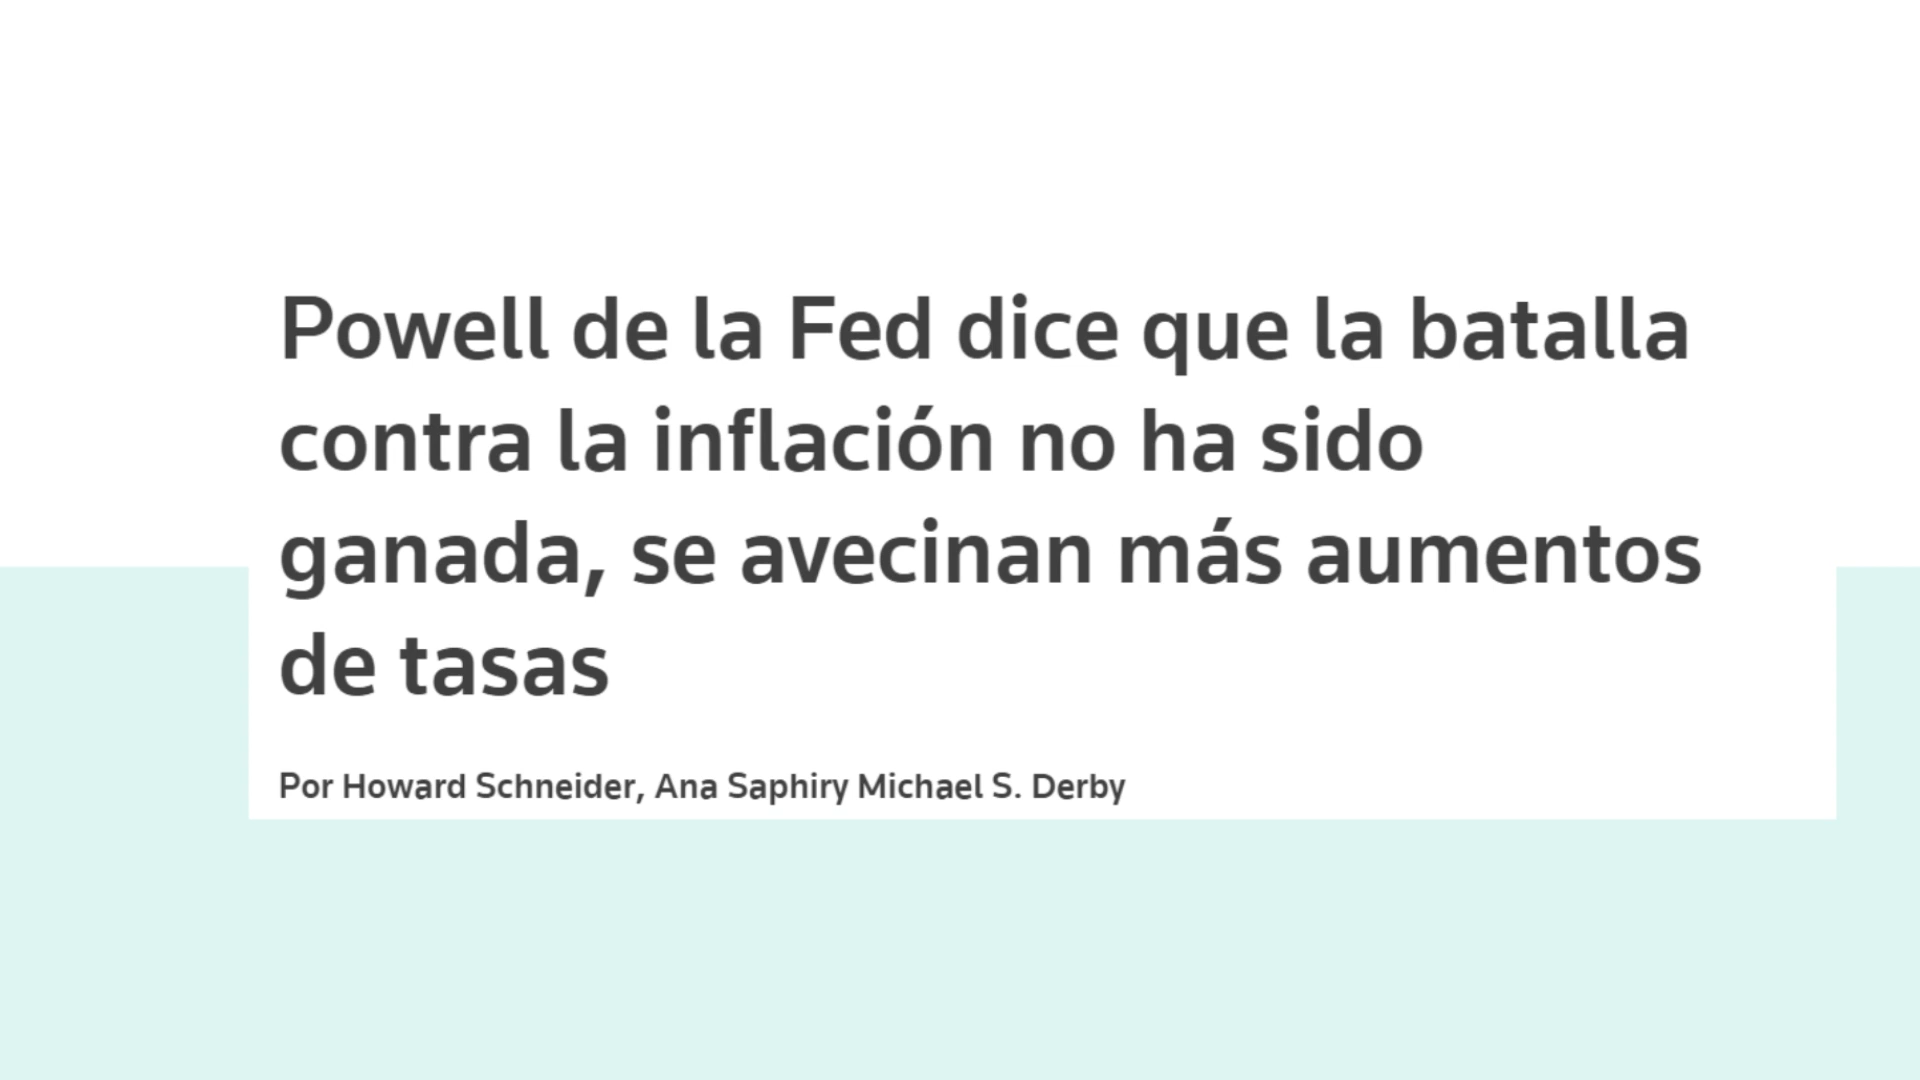 Powell de la Fed dice que la batalla
contra la inflación no ha sido
ganada, se avecinan más aumentos
de tasas
Por Howard Schneider, Ana Saphiry Michael S. Derby